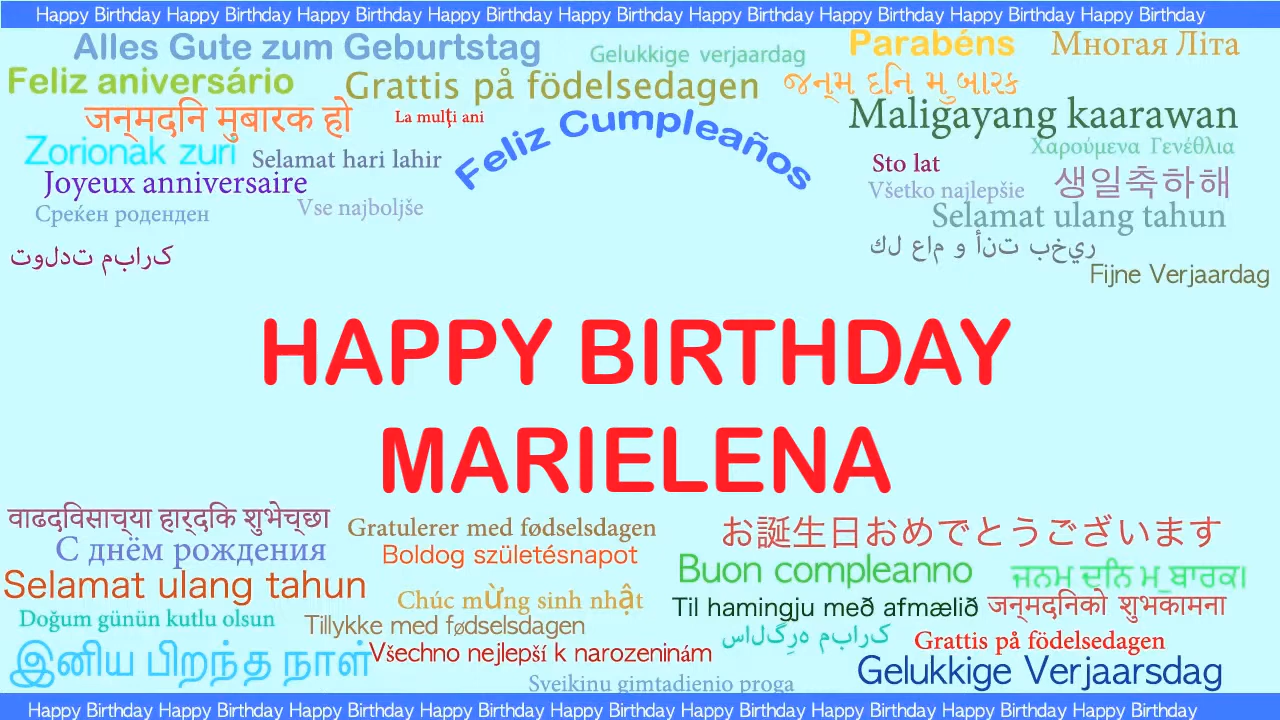 Happy Birthday Happy Birthday Happy Birthday Happy Birthday Happy Birthday Happy Birthday Happy Birthday Happy Birthday Happy Birthday
Alles Gute zum Geburtstag
Gelukkige verjaardag
Parabéns
Многая Літа
Feliz aniversário
Grattis på födelsedagen
જન્મ દનિ મુબારક
जन्मदनि मुबारक हो
La mulţi ani
Feliz Cumpleaños
Maligayang kaarawan
Zorionak zuri
Selamat hari lahir
Sto lat
Χαρούμενα Γενέθλια
Joyeux anniversaire
Všetko najlepšie
생일축하해
Среќен роденден
Vse najboljše
Selamat ulang tahun
تولدت مبارک
كل عام و أنت بخير
Fijne Verjaardag
HAPPY BIRTHDAY
MARIELENA
वाढदविसाच्या हार्दकि शुभेच्छा
Gratulerer med fødselsdagen
お誕生日おめでとうございます
С днём рождения
Boldog születésnapot
Buon compleanno
ਜਨਮ ਦਨਿ ਮੁਬਾਰਕ।
Selamat ulang tahun
Chúc mừng sinh nhật
Til hamingju með afmælið
जन्मदनिको शुभकामना
Doğum günün kutlu olsun
Tillykke med fødselsdagen
سالگرہ مبارک
Grattis på födelsedagen
இனிய பிறந்த நாள்
Všechno nejlepší k narozeninám
Gelukkige Verjaarsdag
Sveikinu gimtadienio proga
Happy Birthday Happy Birthday Happy Birthday Happy Birthday Happy Birthday Happy Birthday Happy Birthday Happy Birthday Happy Birthday